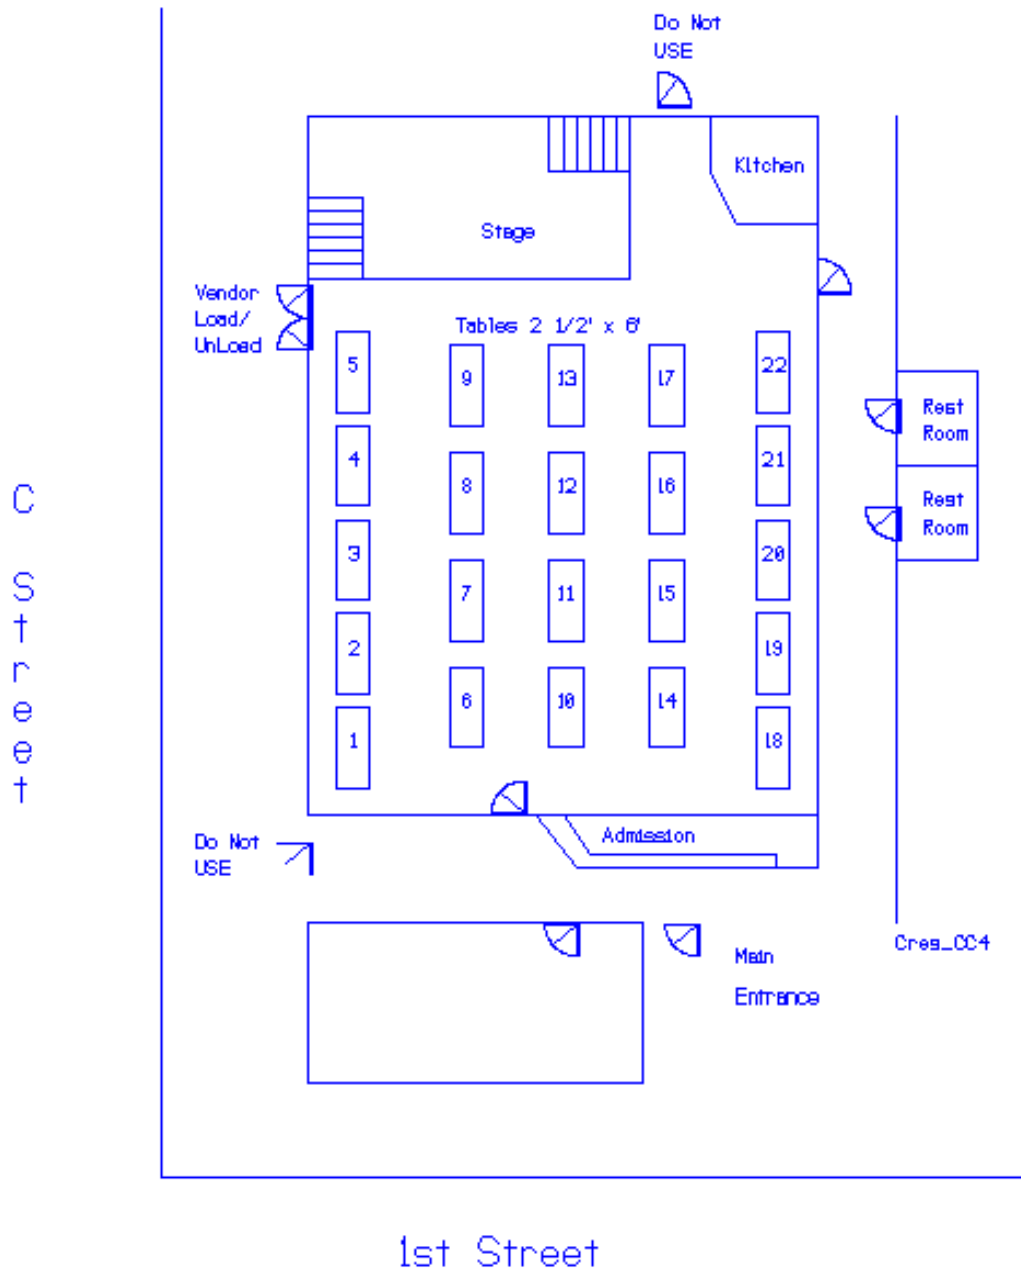 Do Not
USE
Kitchen
Stage
Vendor
Load/
UnLoad
Tables 2 1/2' x 6'
5
9
13
17
22
4
8
12
16
21
3
7
11
15
20
2
6
10
14
19
1
18
Rest
Room
Rest
Room
C Street
Admission
Do Not
USE
Cres_CC4
Main
Entrance
1st Street